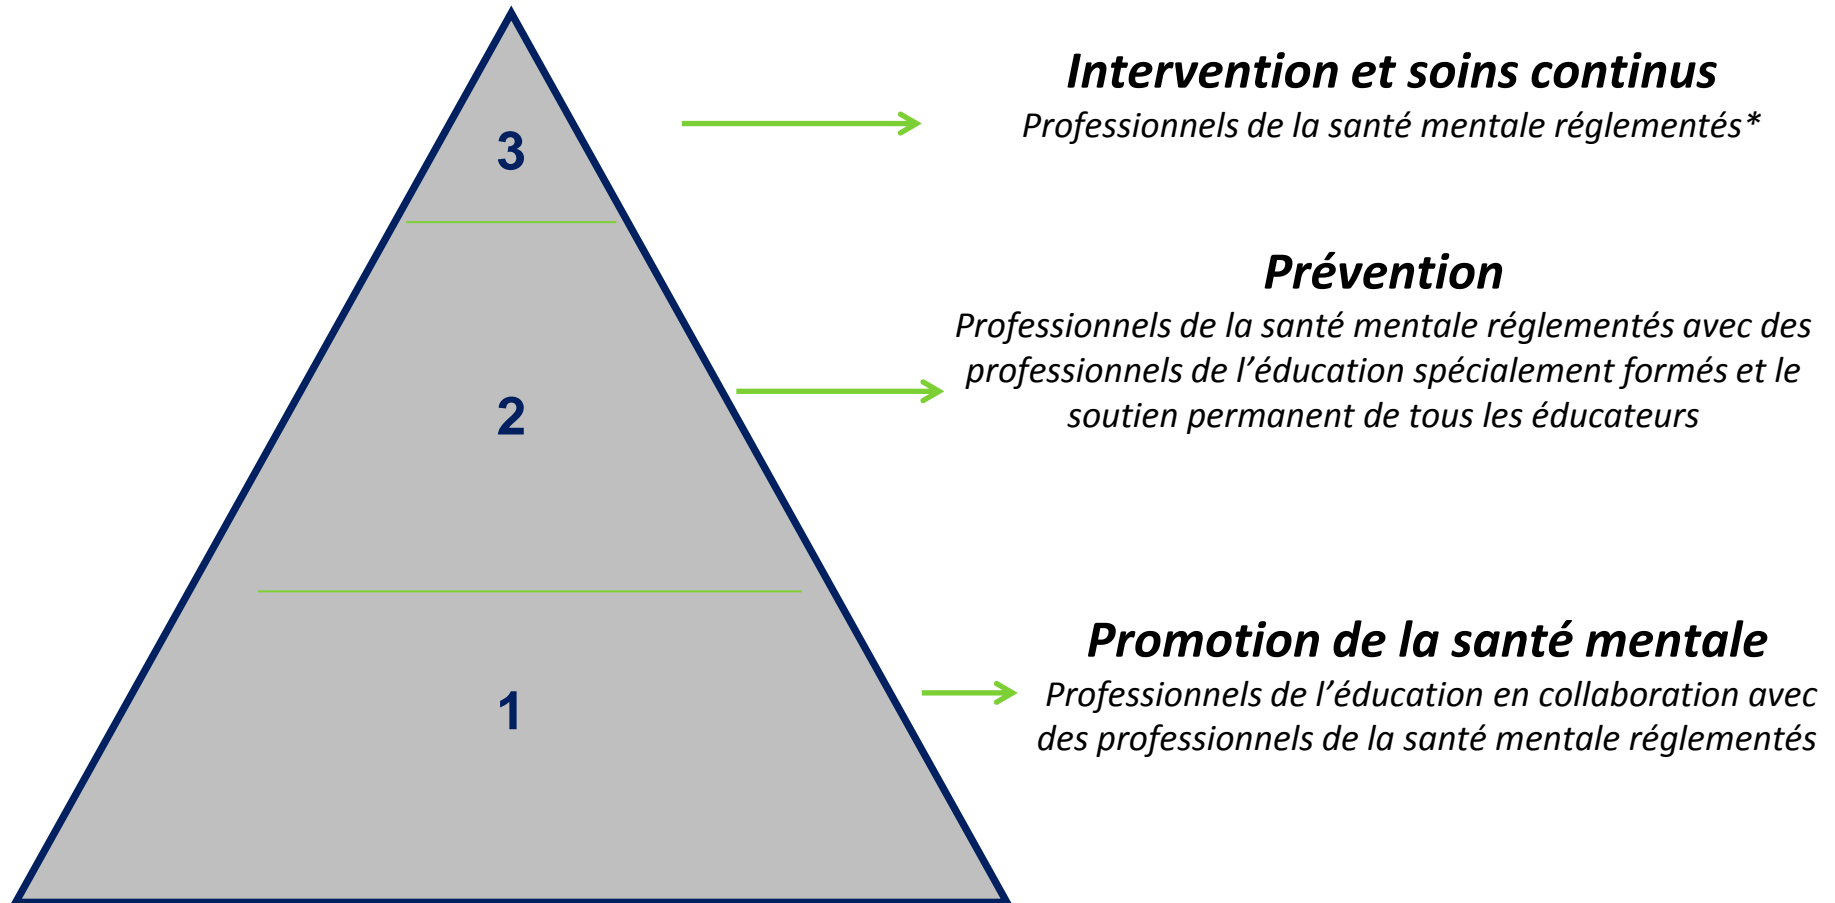 Intervention et soins continus
Professionnels de la santé mentale réglementés*
3
Prévention
Professionnels de la santé mentale réglementés avec des
professionnels de l’éducation spécialement formés et le
soutien permanent de tous les éducateurs
2
Promotion de la santé mentale
Professionnels de l’éducation en collaboration avec
des professionnels de la santé mentale réglementés
1